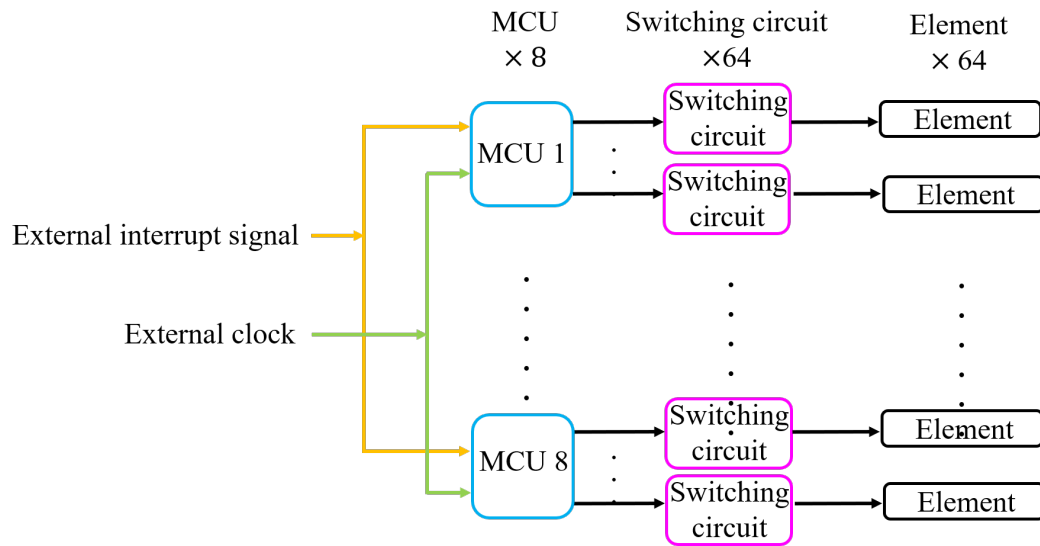 MCU
× 8
Switching circuit
×64
Element
× 64
Switching
circuit
Element
MCU 1
Switching
circuit
Element
External interrupt signal
External clock
Switching
circuit
Element
MCU 8
Switching
circuit
Element